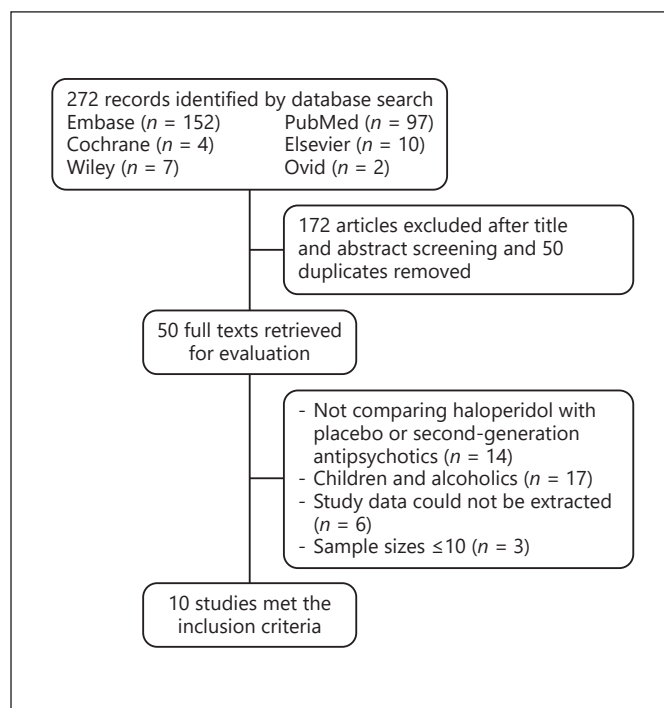 272 records identified by database search
Embase (n = 152) PubMed (n = 97)
Cochrane (n = 4) Elsevier (n = 10)
Wiley (n = 7) Ovid (n = 2)
172 articles excluded after title
and abstract screening and 50
duplicates removed
50 full texts retrieved
for evaluation
- Not comparing haloperidol with
placebo or second-generation
antipsychotics (n = 14)
- Children and alcoholics (n = 17)
- Study data could not be extracted
(n = 6)
- Sample sizes ≤10 (n = 3)
10 studies met the
inclusion criteria